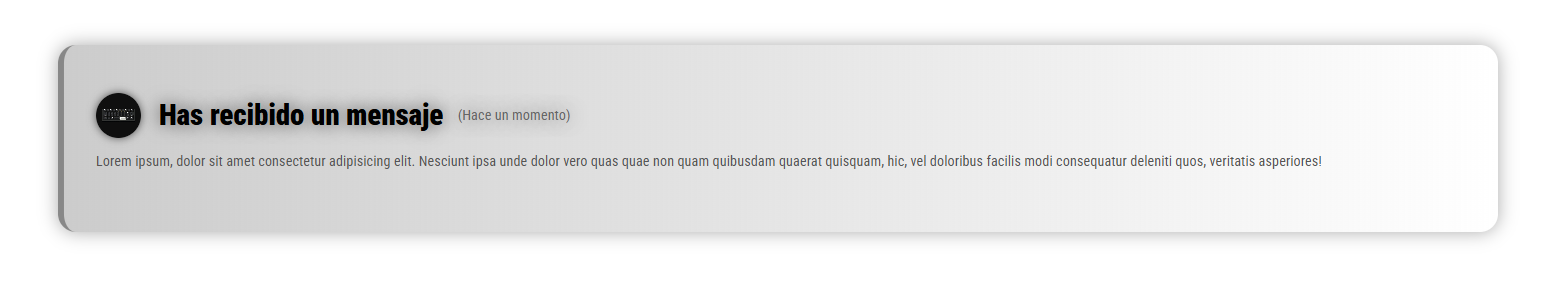 Has recibido un mensaje (Hace un momento)
Lorem ipsum, dolor sit amet consectetur adipisicing elit. Nesciunt ipsa unde dolor vero quas quae non quam quibusdam quaerat quisquam, hic, vel doloribus facilis modi consequatur deleniti quos, veritatis asperiores!